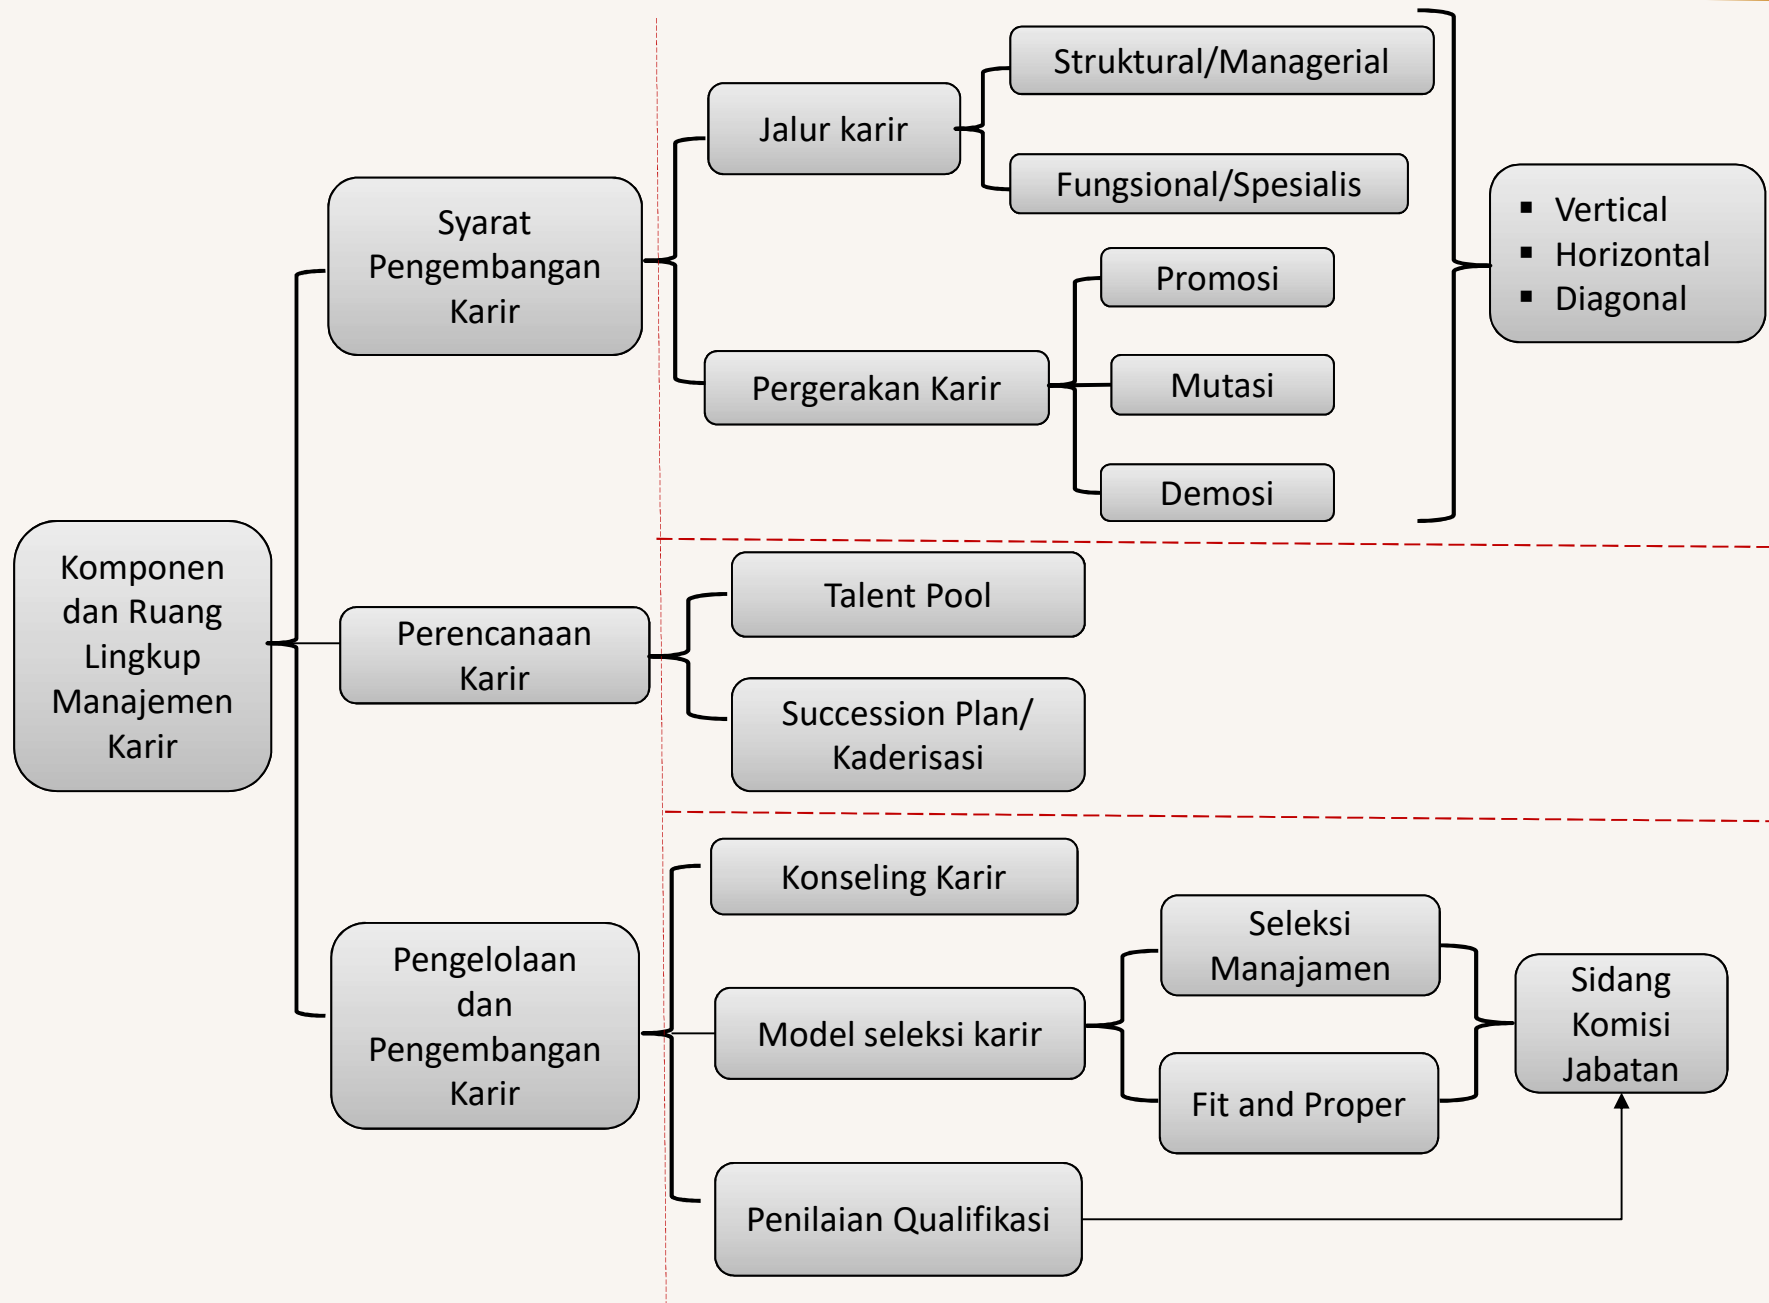 Komponen
dan Ruang
Lingkup
Manajemen
Karir
Syarat
Pengembangan
Karir
Jalur karir
Struktural/Managerial
Fungsional/Spesialis
Pergerakan Karir
Promosi
Mutasi
Demosi
▪ Vertical
▪ Horizontal
▪ Diagonal
Perencanaan
Karir
Talent Pool
Succession Plan/
Kaderisasi
Pengelolaan
dan
Pengembangan
Karir
Konseling Karir
Model seleksi karir
Seleksi
Manajamen
Fit and Proper
Sidang
Komisi
Jabatan
Penilaian Qualifikasi